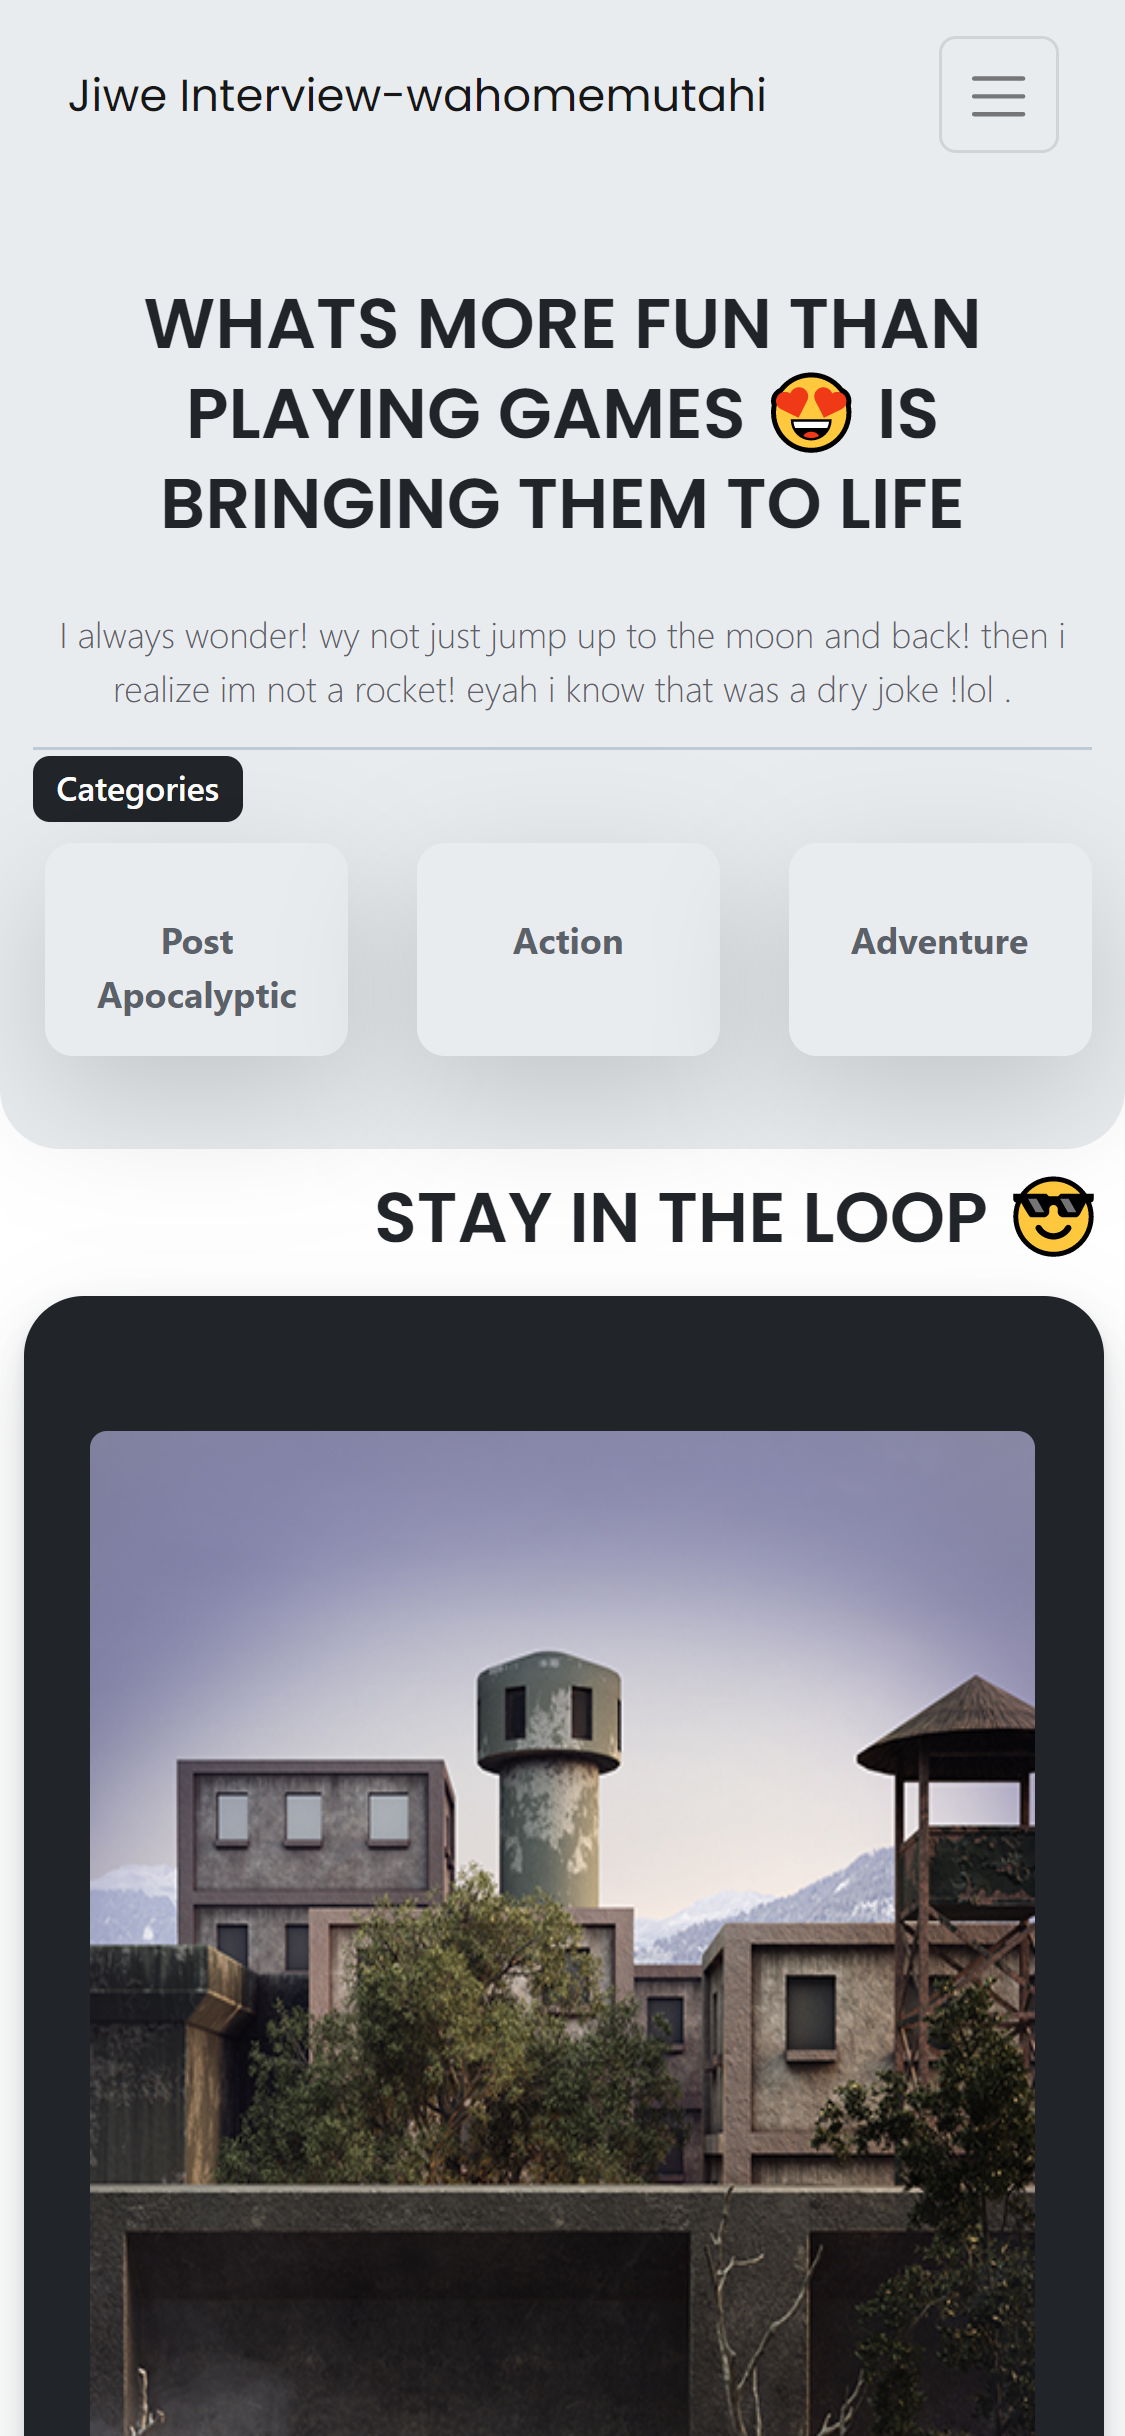 Jiwe Interview-wahomemutahi
WHATS MORE FUN THAN
PLAYING GAMES 😍 IS
BRINGING THEM TO LIFE
I always wonder! wy not just jump up to the moon and back! then i
realize im not a rocket! eyah i know that was a dry joke !lol .
Categories
Post
Apocalyptic
Action
Adventure
STAY IN THE LOOP 😎